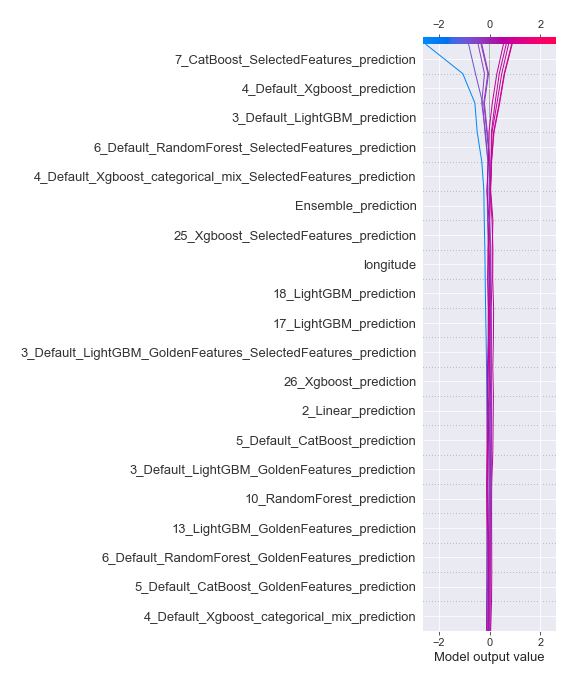 −2 0 2
7_CatBoost_SelectedFeatures_prediction
4_Default_Xgboost_prediction
3_Default_LightGBM_prediction
6_Default_RandomForest_SelectedFeatures_prediction
4_Default_Xgboost_categorical_mix_SelectedFeatures_prediction
Ensemble_prediction
25_Xgboost_SelectedFeatures_prediction
longitude
18_LightGBM_prediction
17_LightGBM_prediction
3_Default_LightGBM_GoldenFeatures_SelectedFeatures_prediction
26_Xgboost_prediction
2_Linear_prediction
5_Default_CatBoost_prediction
3_Default_LightGBM_GoldenFeatures_prediction
10_RandomForest_prediction
13_LightGBM_GoldenFeatures_prediction
6_Default_RandomForest_GoldenFeatures_prediction
5_Default_CatBoost_GoldenFeatures_prediction
4_Default_Xgboost_categorical_mix_prediction
−2 0 2
Model output value